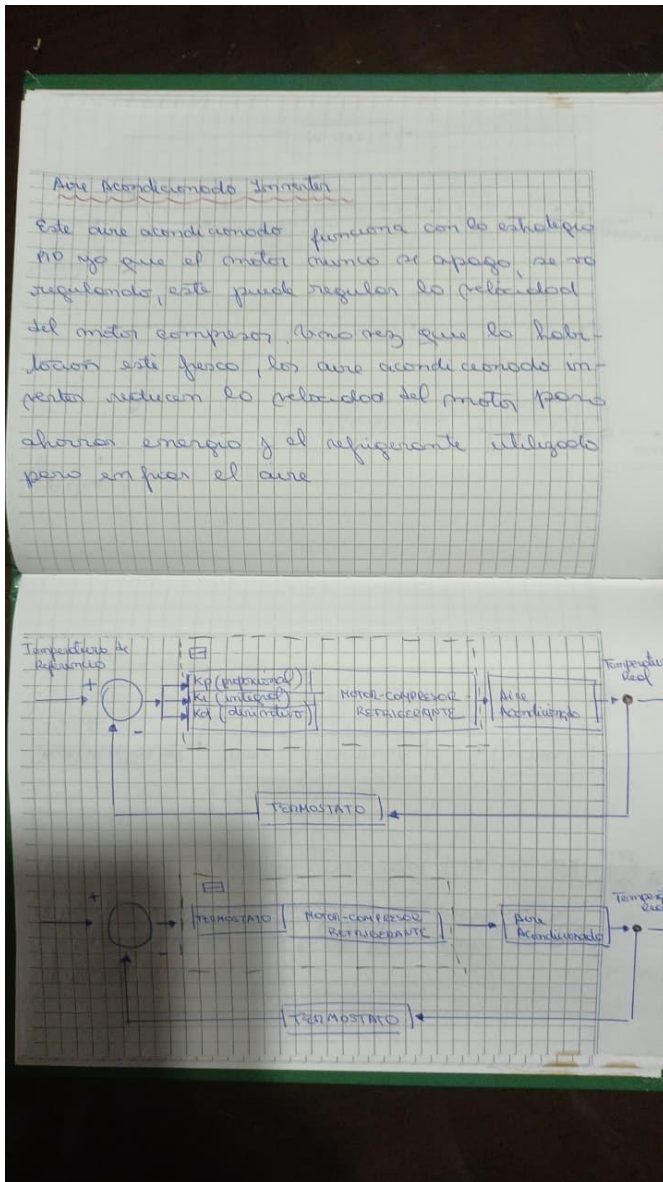 Aire Acondicionado Inverter
Este aire acondicionado funciona con la estrategia
PID ya que el motor nunca se apaga, se va
regulando, este puede regular la velocidad
del motor compresor. Una vez que la habi-
tacion este fresca, los aire acondicionado in-
verter reducen la velocidad del motor para
ahorrar energia y el refrigerante utilizado
para enfriar el aire
Temperatura de
Referencia
Temperatura
Real
+
-
Kp (proporcional)
Ki (integral)
Kd (derivativo)
MOTOR-COMPRESOR
REFRIGERANTE
Aire
Acondicionado
TERMOSTATO
+
-
TERMOSTATO
MOTOR-COMPRESOR
REFRIGERANTE
Aire
Acondicionado
TERMOSTATO